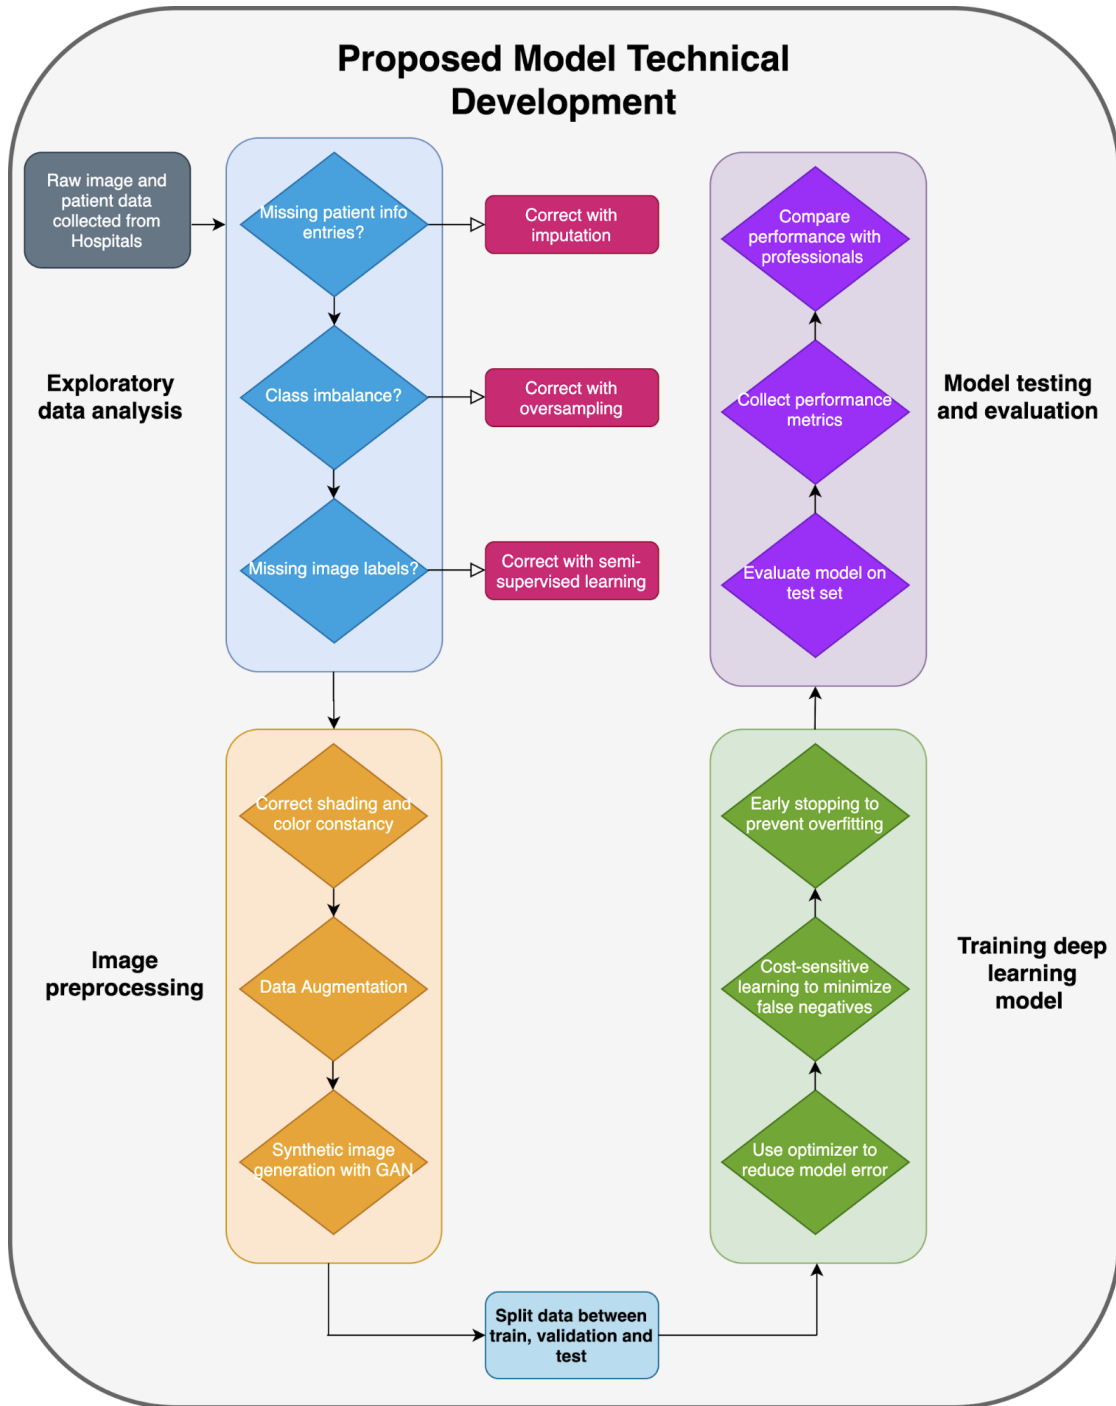 Proposed Model Technical
Development
Raw image and
patient data
collected from
Hospitals
Missing patient info
entries?
Correct with
imputation
Exploratory
data analysis
Class imbalance?
Correct with
oversampling
Missing image labels?
Correct with semi-
supervised learning
Image
preprocessing
Correct shading and
color constancy
Data Augmentation
Synthetic image
generation with GAN
Split data between
train, validation and
test
Training deep
learning
model
Use optimizer to
reduce model error
Cost-sensitive
learning to minimize
false negatives
Early stopping to
prevent overfitting
Model testing
and evaluation
Evaluate model on
test set
Collect performance
metrics
Compare
performance with
professionals